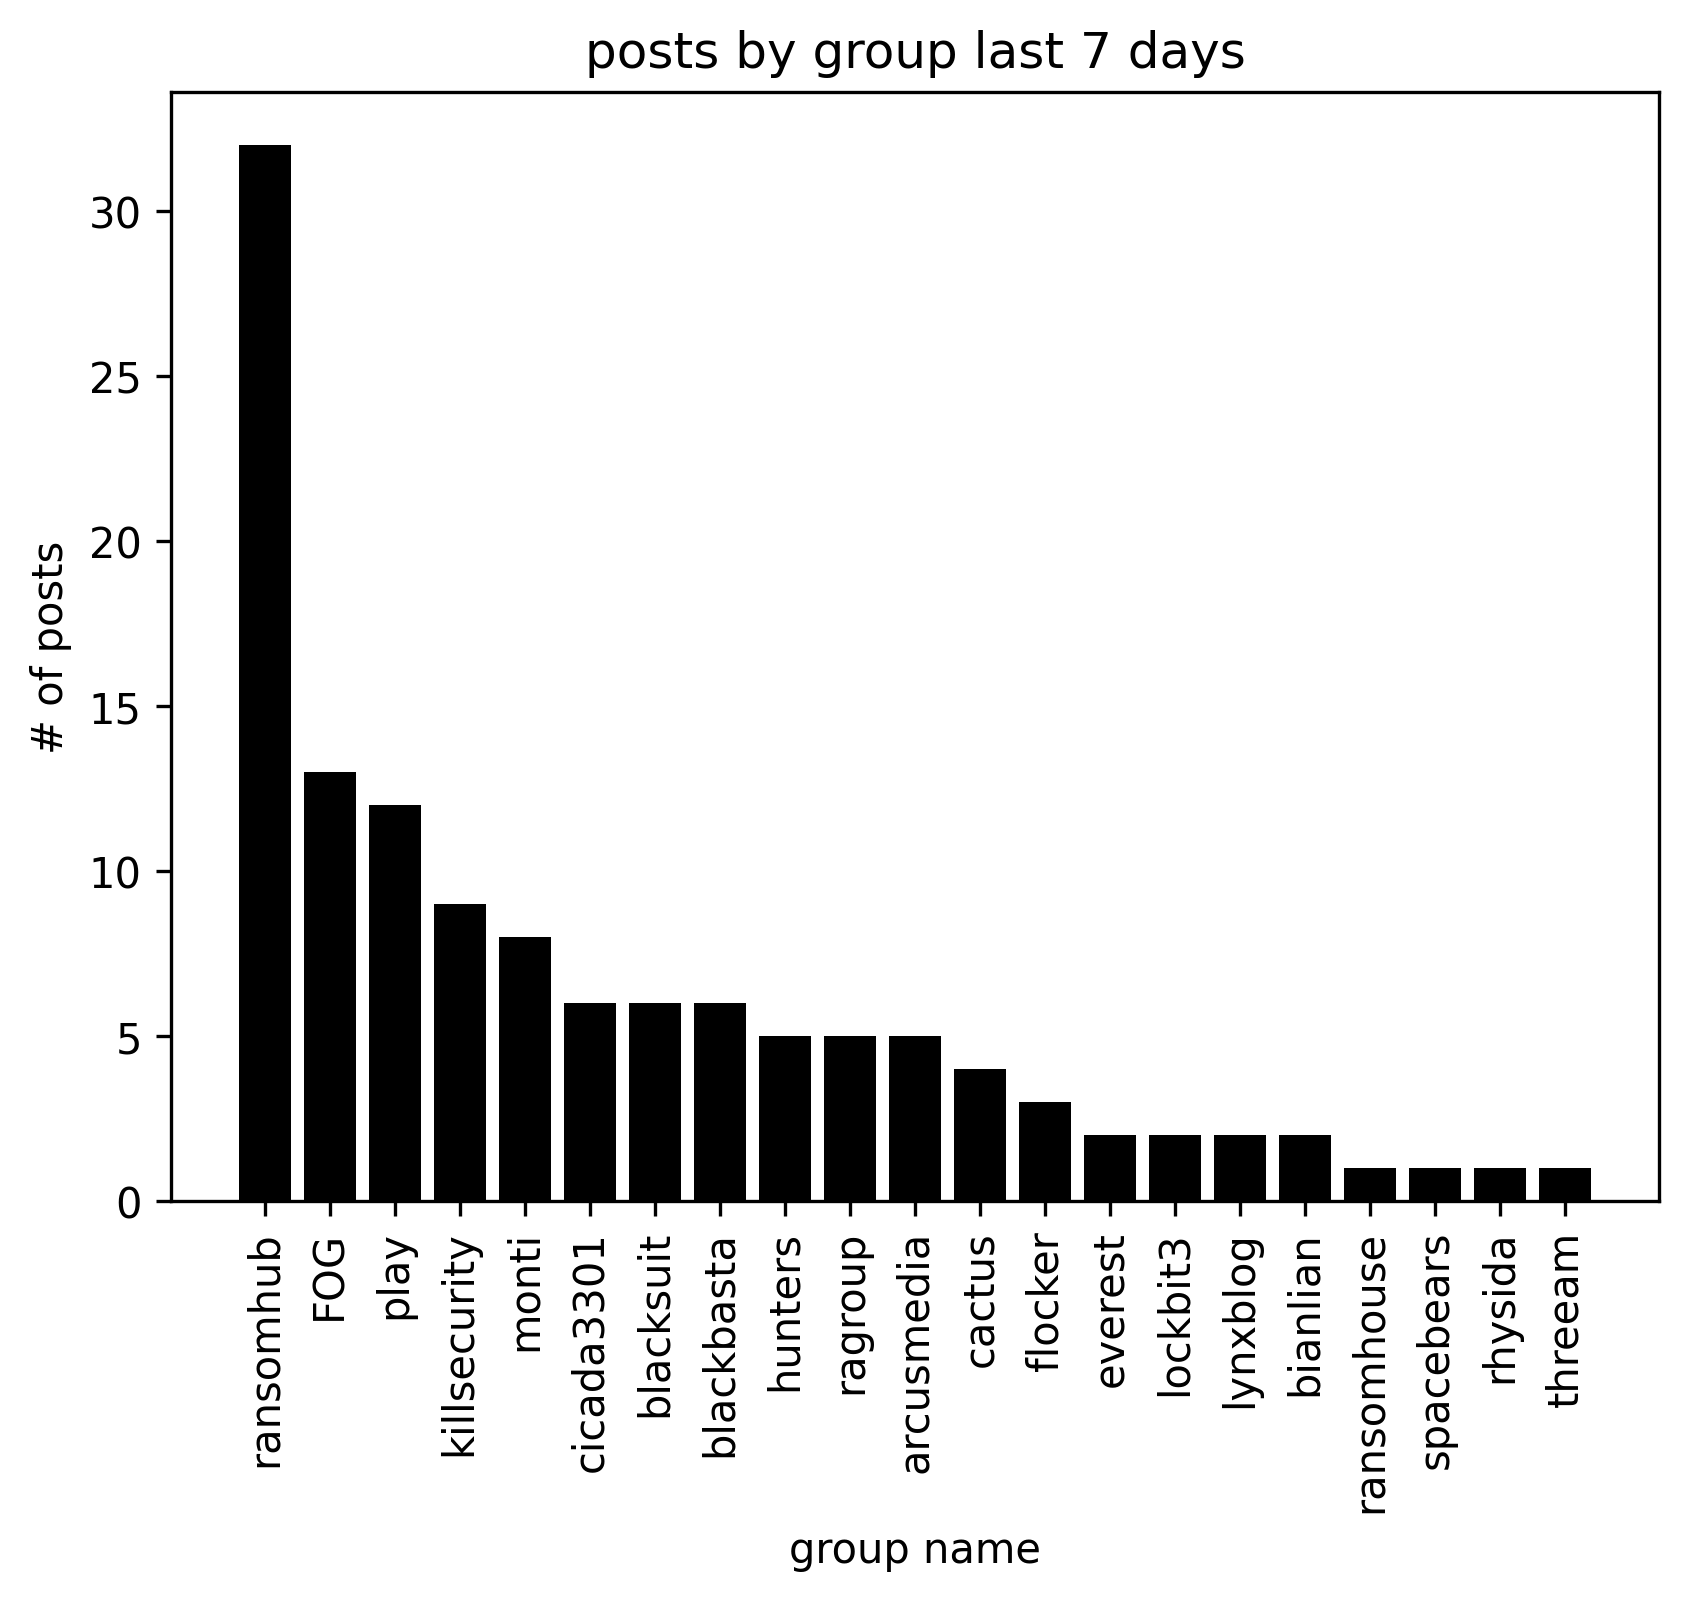 posts by group last 7 days
# of posts
30
25
20
15
10
5
0
ransomhub
FOG
play
killsecurity
monti
cicada3301
blacksuit
blackbasta
hunters
ragroup
arcusmedia
cactus
flocker
everest
lockbit3
lynxblog
bianlian
ransomhouse
spacebears
rhysida
threeam
group name